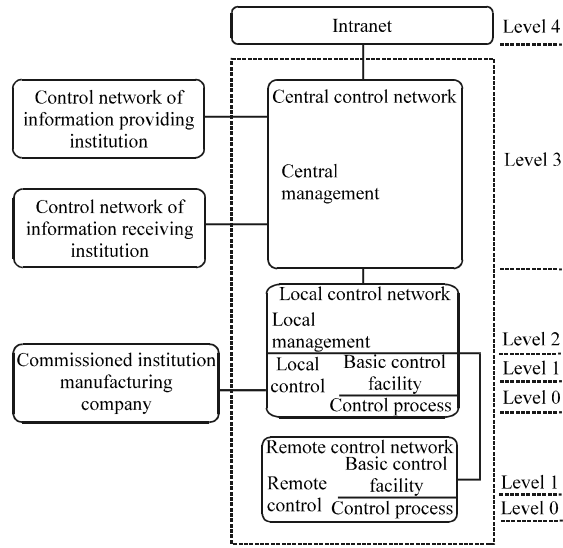 Intranet
Level 4
Control network of
information providing
institution
Central control network
Central
management
Level 3
Control network of
information receiving
institution
Local control network
Local
management
Level 2
Commissioned institution
manufacturing
company
Local
control
Basic control
facility
Level 1
Control process
Level 0
Remote control network
Remote
control
Basic control
facility
Level 1
Control process
Level 0